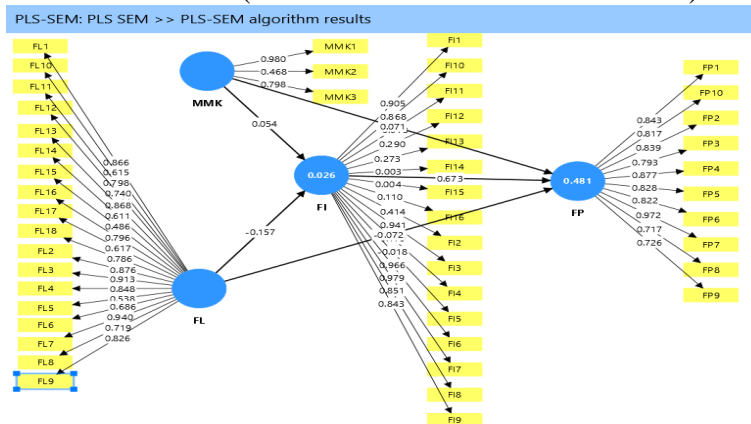 PLS-SEM: PLS SEM >> PLS-SEM algorithm results
FL1
FL10
FL11
FL12
FL13
FL14
FL15
FL16
FL17
FL18
FL2
FL3
FL4
FL5
FL6
FL7
FL8
FL9
0.866
0.615
0.798
0.740
0.868
0.611
0.486
0.796
0.617
0.786
0.876
0.913
0.848
0.538
0.686
0.940
0.719
0.826
FL
MMK
0.980
0.468
0.798
MMK1
MMK2
MMK3
0.054
-0.157
0.026
FI
0.905
0.868
0.071
0.290
0.273
0.003
0.673
0.004
0.110
0.414
0.941
-0.072
-0.018
0.966
0.979
0.851
0.843
FI1
FI10
FI11
FI12
FI13
FI14
FI15
FI16
FI2
FI3
FI4
FI5
FI6
FI7
FI8
FI9
0.481
FP
0.843
0.817
0.839
0.793
0.877
0.828
0.822
0.972
0.717
0.726
FP1
FP10
FP2
FP3
FP4
FP5
FP6
FP7
FP8
FP9